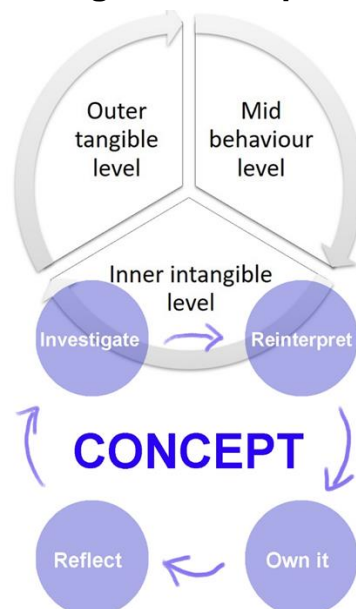 Outer
tangible
level
Mid
behaviour
level
Inner intangible
level
Investigate
Reinterpret
CONCEPT
Reflect
Own it